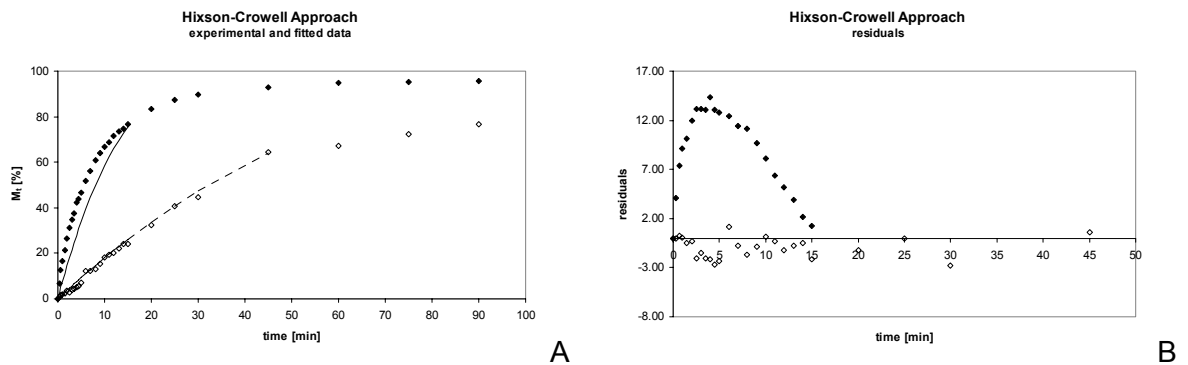 Hixson-Crowell Approach
experimental and fitted data
100
80
60
40
20
0
Mt [%]
0 10 20 30 40 50 60 70 80 90 100
time [min]
A
Hixson-Crowell Approach
residuals
17.00
12.00
7.00
2.00
-3.00
-8.00
residuals
0 5 10 15 20 25 30 35 40 45 50
time [min]
B